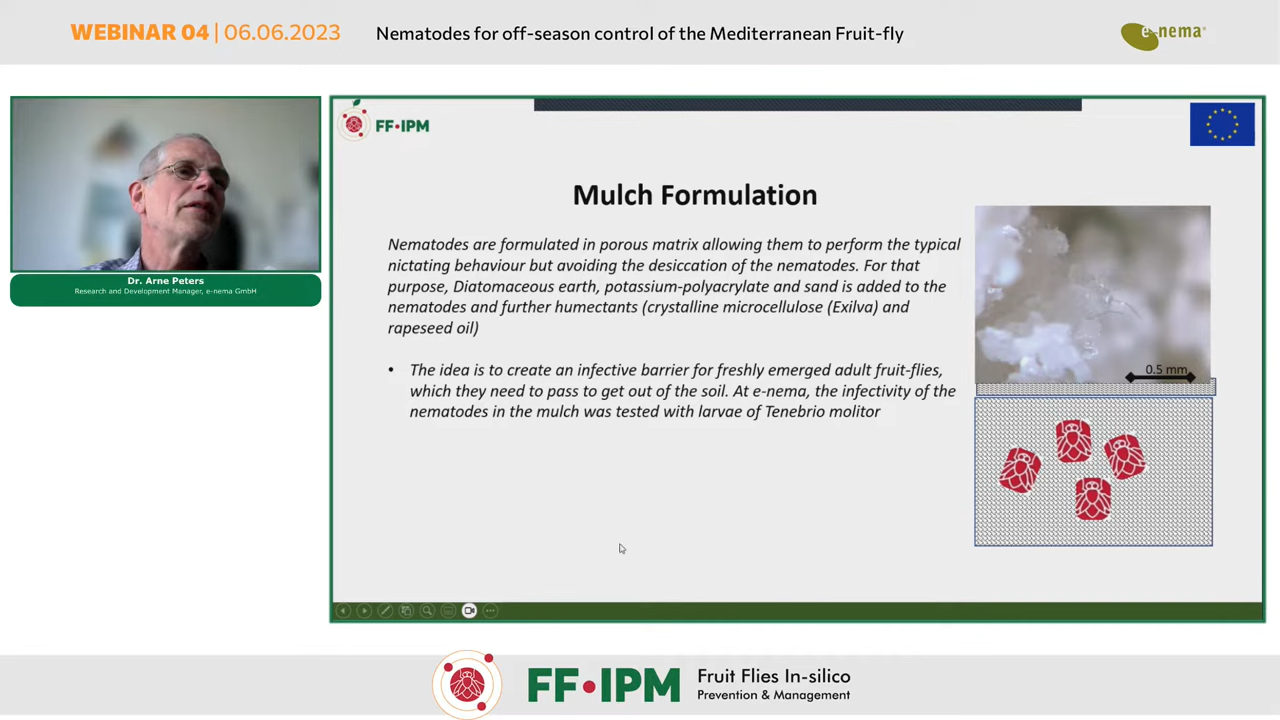 WEBINAR 04 | 06.06.2023
Nematodes for off-season control of the Mediterranean Fruit-fly
e-nema®
FF•IPM
Mulch Formulation
Nematodes are formulated in porous matrix allowing them to perform the typical
nictating behaviour but avoiding the desiccation of the nematodes. For that
purpose, Diatomaceous earth, potassium-polyacrylate and sand is added to the
nematodes and further humectants (crystalline microcellulose (Exilva) and
rapeseed oil)
• The idea is to create an infective barrier for freshly emerged adult fruit-flies,
which they need to pass to get out of the soil. At e-nema, the infectivity of the
nematodes in the mulch was tested with larvae of Tenebrio molitor
0.5 mm
Dr. Arne Peters
Research and Development Manager, e-nema GmbH
FF•IPM
Fruit Flies In-silico
Prevention & Management